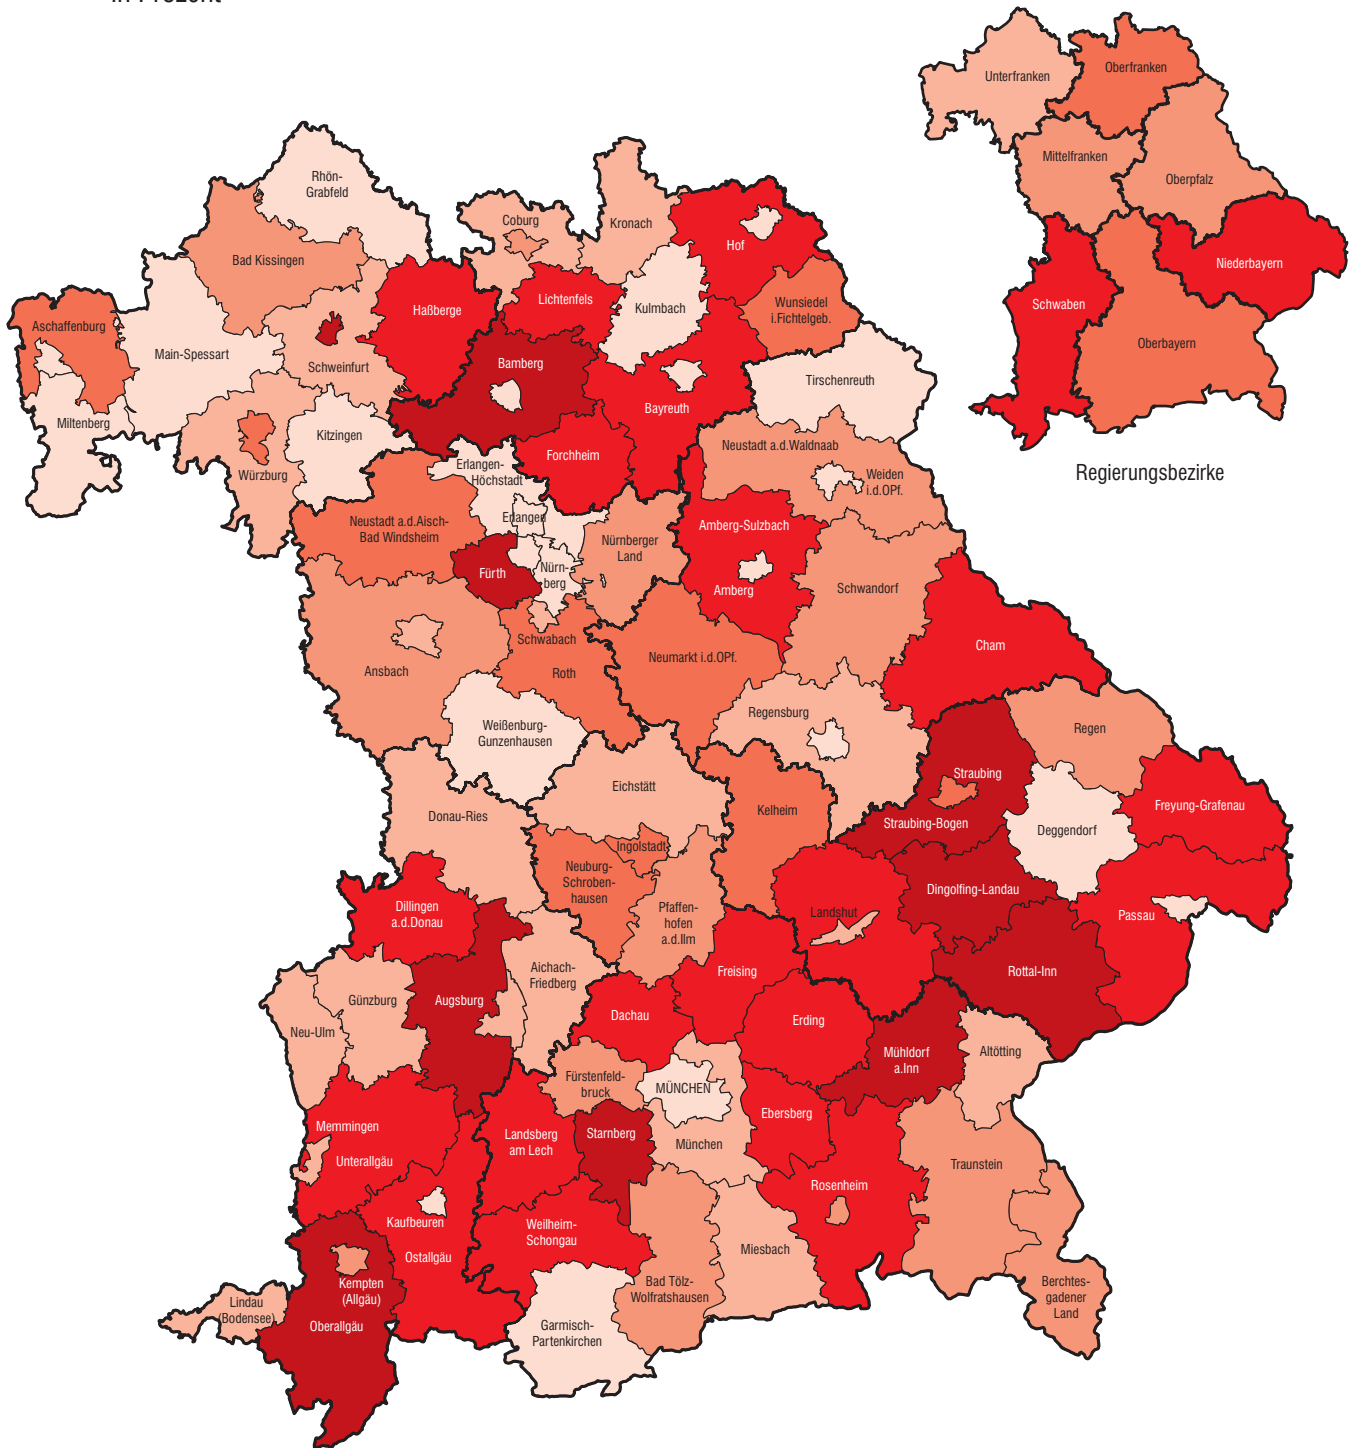 in Prozent
Unterfranken
Oberfranken
Mittelfranken
Oberpfalz
Niederbayern
Schwaben
Oberbayern
Regierungsbezirke
Rhön-
Grabfeld
Coburg
Kronach
Hof
Bad Kissingen
Haßberge
Lichtenfels
Kulmbach
Wunsiedel
i.Fichtelgeb.
Aschaffenburg
Main-Spessart
Schweinfurt
Bamberg
Tirschenreuth
Bayreuth
Miltenberg
Kitzingen
Würzburg
Erlangen-
Höchstadt
Forchheim
Neustadt a.d.Waldnaab
Weiden
i.d.OPf.
Neustadt a.d.Aisch-
Bad Windsheim
Erlangen
Nürnberger
Land
Amberg-Sulzbach
Fürth
Nürn-
berg
Amberg
Schwandorf
Schwabach
Roth
Ansbach
Neumarkt i.d.OPf.
Cham
Weißenburg-
Gunzenhausen
Regensburg
Regen
Straubing
Eichstätt
Donau-Ries
Kelheim
Straubing-Bogen
Deggendorf
Freyung-Grafenau
Ingolstadt
Neuburg-
Schroben-
hausen
Dingolfing-Landau
Dillingen
a.d.Donau
Pfaffen-
hofen
a.d.Ilm
Landshut
Passau
Aichach-
Friedberg
Freising
Rottal-Inn
Günzburg
Augsburg
Neu-Ulm
Dachau
Erding
Mühldorf
a.Inn
Altötting
Fürstenfeld-
bruck
MÜNCHEN
Ebersberg
Memmingen
Unterallgäu
Landsberg
am Lech
Starnberg
München
Traunstein
Rosenheim
Kaufbeuren
Ostallgäu
Weilheim-
Schongau
Miesbach
Kempten
(Allgäu)
Bad Tölz-
Wolfratshausen
Berchtes-
gadener
Land
Lindau
(Bodensee)
Oberallgäu
Garmisch-
Partenkirchen